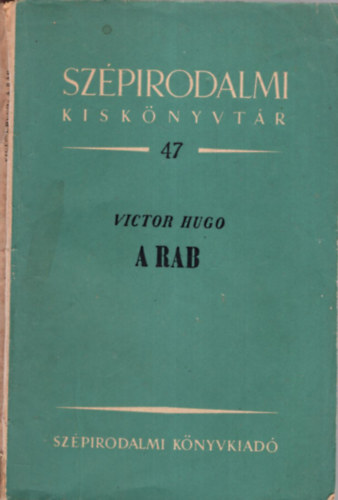 SZÉPIRODALMI
KISKÖNYVTÁR
47
VICTOR HUGO
A RAB
SZÉPIRODALMI KÖNYVKIADÓ